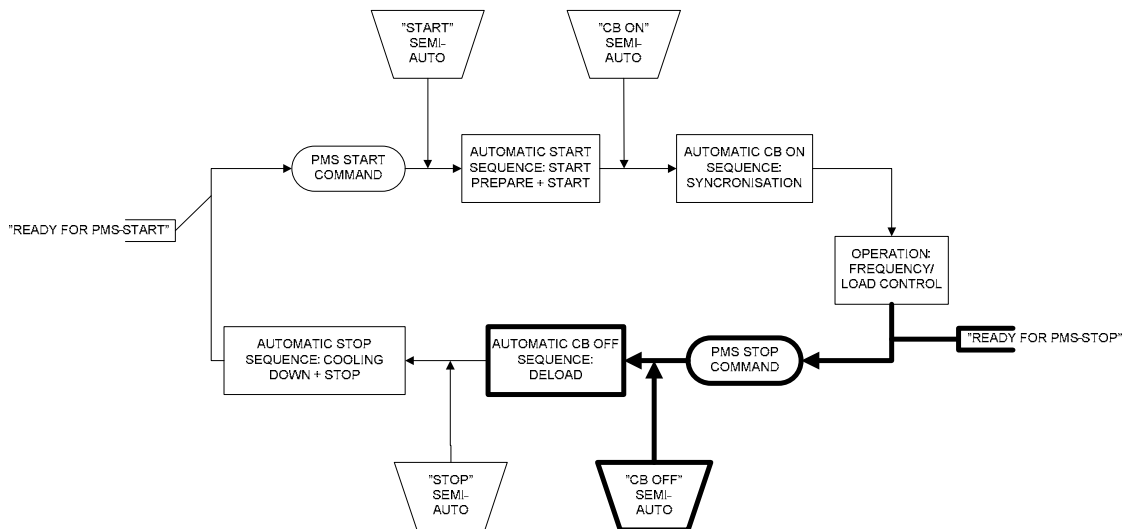 "START"
SEMI-
AUTO
"CB ON"
SEMI-
AUTO
PMS START
COMMAND
AUTOMATIC START
SEQUENCE: START
PREPARE + START
AUTOMATIC CB ON
SEQUENCE:
SYNCRONISATION
"READY FOR PMS-START"
OPERATION:
FREQUENCY/
LOAD CONTROL
AUTOMATIC STOP
SEQUENCE: COOLING
DOWN + STOP
AUTOMATIC CB OFF
SEQUENCE:
DELOAD
PMS STOP
COMMAND
"READY FOR PMS-STOP"
"STOP"
SEMI-
AUTO
"CB OFF"
SEMI-
AUTO